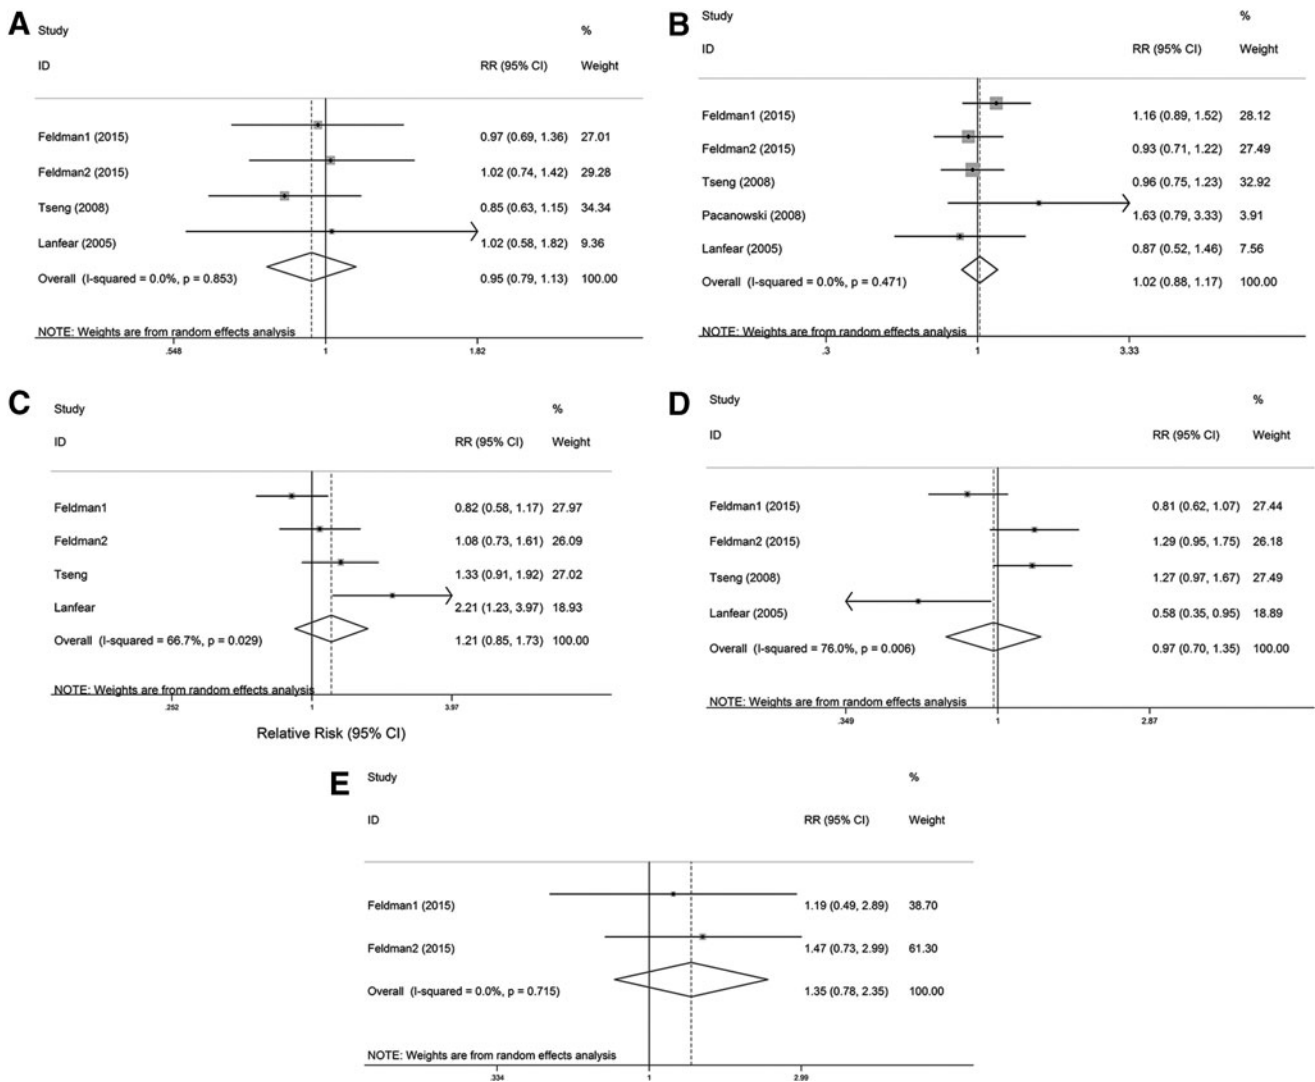 A
Study %
ID RR (95% CI) Weight
Feldman1 (2015) 0.97 (0.69, 1.36) 27.01
Feldman2 (2015) 1.02 (0.74, 1.42) 29.28
Tseng (2008) 0.85 (0.63, 1.15) 34.34
Lanfear (2005) 1.02 (0.58, 1.82) 9.36
Overall (I-squared = 0.0%, p = 0.853) 0.95 (0.79, 1.13) 100.00
NOTE: Weights are from random effects analysis
.548 1 1.82
B
Study %
ID RR (95% CI) Weight
Feldman1 (2015) 1.16 (0.89, 1.52) 28.12
Feldman2 (2015) 0.93 (0.71, 1.22) 27.49
Tseng (2008) 0.96 (0.75, 1.23) 32.92
Pacanowski (2008) 1.63 (0.79, 3.33) 3.91
Lanfear (2005) 0.87 (0.52, 1.46) 7.56
Overall (I-squared = 0.0%, p = 0.471) 1.02 (0.88, 1.17) 100.00
NOTE: Weights are from random effects analysis
.3 1 3.33
C
Study %
ID RR (95% CI) Weight
Feldman1 0.82 (0.58, 1.17) 27.97
Feldman2 1.08 (0.73, 1.61) 26.09
Tseng 1.33 (0.91, 1.92) 27.02
Lanfear 2.21 (1.23, 3.97) 18.93
Overall (I-squared = 66.7%, p = 0.029) 1.21 (0.85, 1.73) 100.00
NOTE: Weights are from random effects analysis
.252 1 3.97
Relative Risk (95% CI)
D
Study %
ID RR (95% CI) Weight
Feldman1 (2015) 0.81 (0.62, 1.07) 27.44
Feldman2 (2015) 1.29 (0.95, 1.75) 26.18
Tseng (2008) 1.27 (0.97, 1.67) 27.49
Lanfear (2005) 0.58 (0.35, 0.95) 18.89
Overall (I-squared = 76.0%, p = 0.006) 0.97 (0.70, 1.35) 100.00
NOTE: Weights are from random effects analysis
.349 1 2.87
E
Study %
ID RR (95% CI) Weight
Feldman1 (2015) 1.19 (0.49, 2.89) 38.70
Feldman2 (2015) 1.47 (0.73, 2.99) 61.30
Overall (I-squared = 0.0%, p = 0.715) 1.35 (0.78, 2.35) 100.00
NOTE: Weights are from random effects analysis
.334 1 2.99